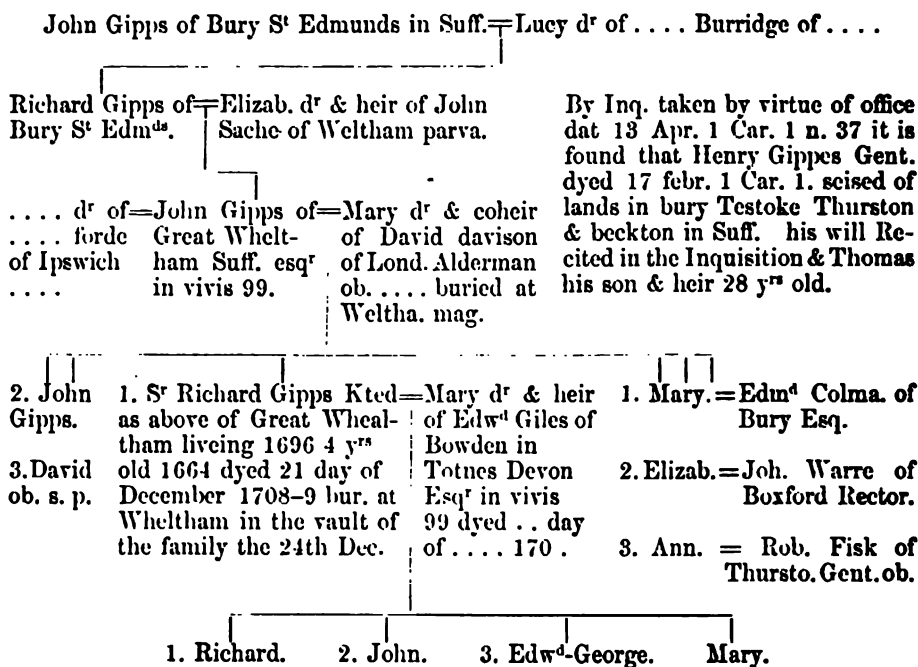 John Gipps of Bury Sᵗ Edmunds in Suff.=Lucy dʳ of .... Burridge of ....
Richard Gipps of=Elizab. dʳ & heir of John
Bury Sᵗ Edmᵈˢ. Sache of Weltham parva.
By Inq. taken by virtue of office
dat 13 Apr. 1 Car. 1 n. 37 it is
found that Henry Gippes Gent.
dyed 17 febr. 1 Car. 1. seised of
lands in bury Testoke Thurston
& beckton in Suff. his will Re-
cited in the Inquisition & Thomas
his son & heir 28 yʳˢ old.
.... dʳ of=John Gipps of=Mary dʳ & coheir
.... forde Great Whelt- of David davison
of Ipswich ham Suff. esqʳ of Lond. Alderman
.... in vivis 99. ob. .... buried at
Weltha. mag.
2. John
Gipps.
3. David
ob. s. p.
1. Sʳ Richard Gipps Kted=Mary dʳ & heir
as above of Great Wheal- of Edwᵈ Giles of
tham liveing 1696 4 yʳˢ Bowden in
old 1664 dyed 21 day of Totnes Devon
December 1708-9 bur. at Esqʳ in vivis
Wheltham in the vault of 99 dyed .. day
the family the 24th Dec. of .... 170 .
1. Mary.=Edmᵈ Colma. of
Bury Esq.
2. Elizab.=Joh. Warre of
Boxford Rector.
3. Ann. = Rob. Fisk of
Thursto. Gent. ob.
1. Richard. 2. John. 3. Edwᵈ-George. Mary.